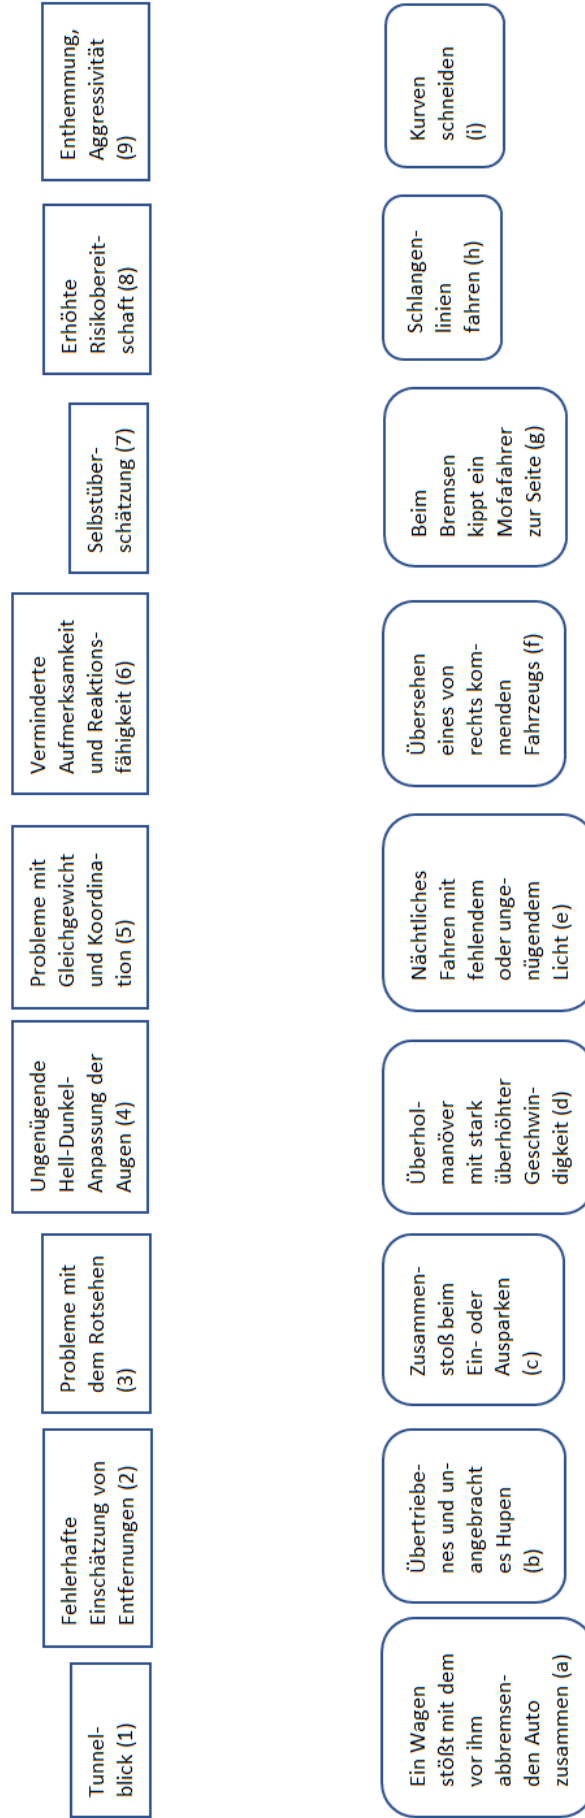 Tunnel-
blick (1)
Fehlerhafte
Einschätzung von
Entfernungen (2)
Probleme mit
dem Rotsehen
(3)
Ungenügende
Hell-Dunkel-
Anpassung der
Augen (4)
Probleme mit
Gleichgewicht
und Koordina-
tion (5)
Verminderte
Aufmerksamkeit
und Reaktions-
fähigkeit (6)
Selbstüber-
schätzung (7)
Erhöhte
Risikobereit-
schaft (8)
Enthemmung,
Aggressivität
(9)
Ein Wagen
stößt mit dem
vor ihm
abbremsen-
den Auto
zusammen (a)
Übertriebe-
nes und un-
angebracht
es Hupen
(b)
Zusammen-
stoß beim
Ein- oder
Ausparken
(c)
Überhol-
manöver
mit stark
überhöhter
Geschwin-
digkeit (d)
Nächtliches
Fahren mit
fehlendem
oder unge-
nügendem
Licht (e)
Übersehen
eines von
rechts kom-
menden
Fahrzeugs (f)
Beim
Bremsen
kippt ein
Mofafahrer
zur Seite (g)
Schlangen-
linien
fahren (h)
Kurven
schneiden
(i)